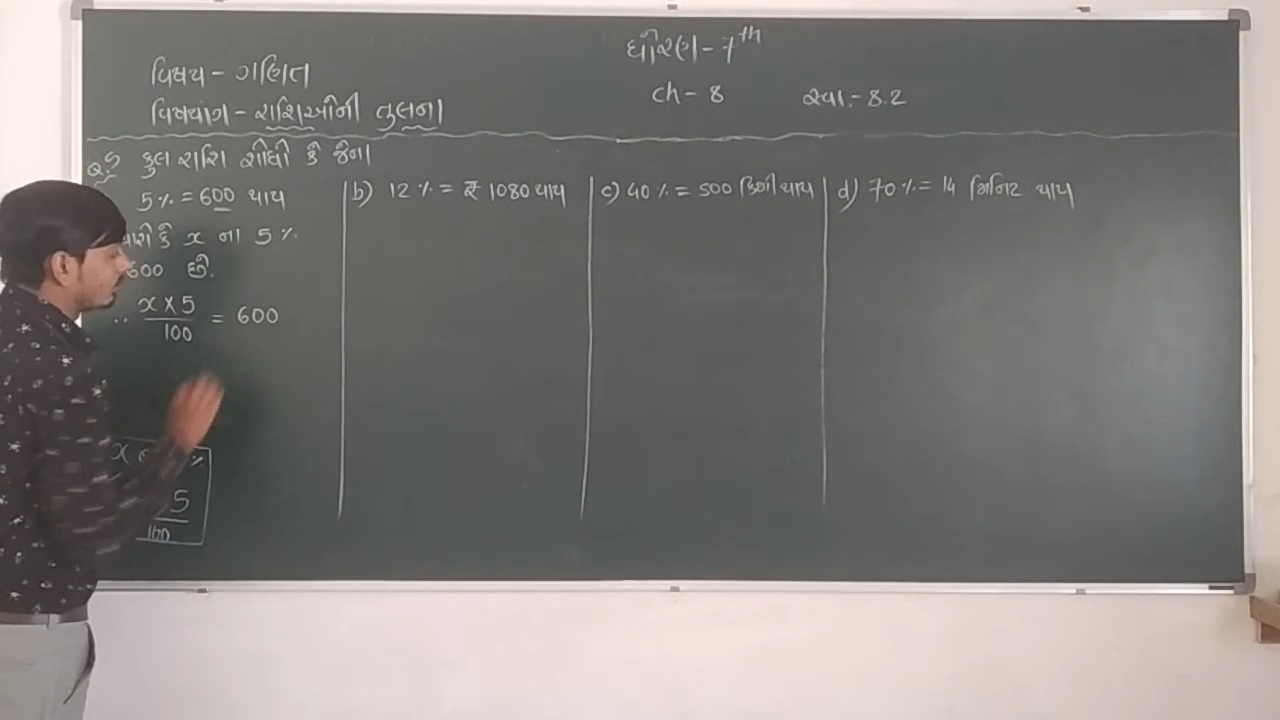 ધોરણ - 7th
વિષય - ગણિત
ch - 8 સ્વા. - 8.2
વિષયાંગ - રાશિઓની તુલના
Q.5 કુલ રાશિ શોધો કે જેના
5% = 600 થાય
b) 12% = ₹ 1080 થાય
c) 40% = 500 કિમી થાય
d) 70% = 14 મિનિટ થાય
ધારો કે x ના 5%
600 છે.
x × 5 / 100 = 600
x %
5
100